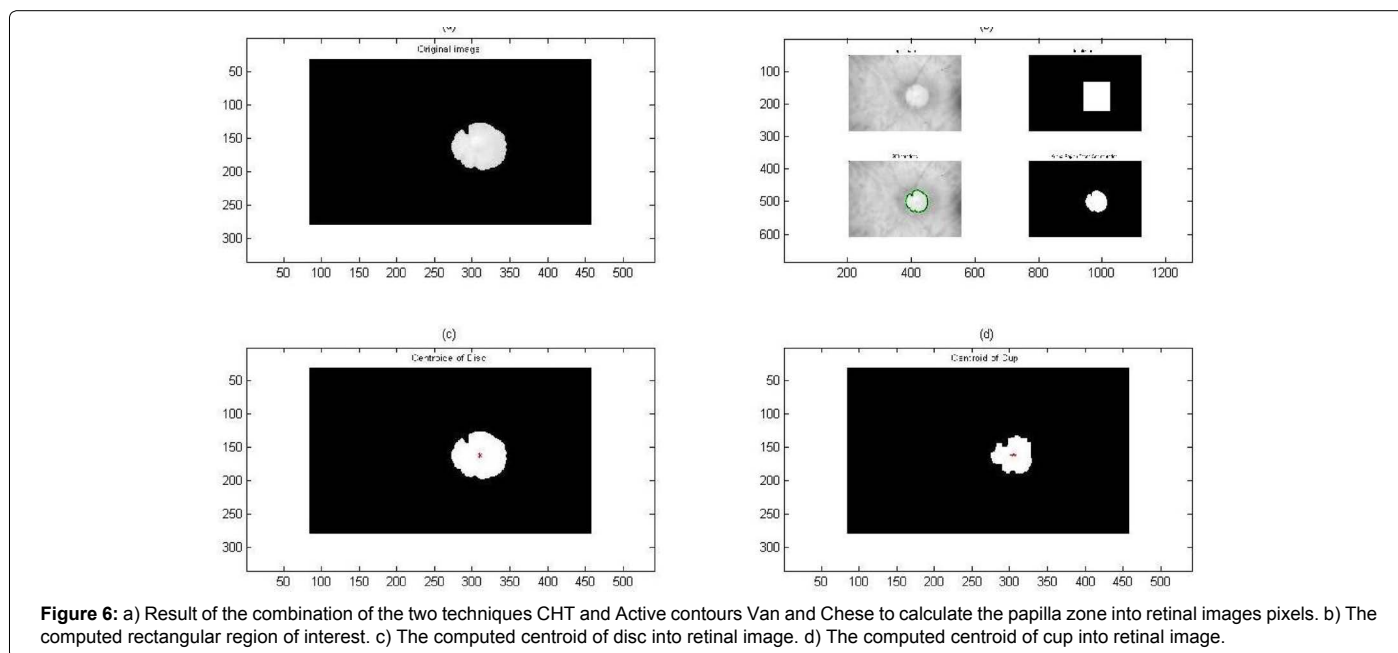 Original image
50
100
150
200
250
300
50 100 150 200 250 300 350 400 450 500
100
200
300
400
500
600
200 400 600 800 1000 1200
(c)
Centroice of Disc
50
100
150
200
250
300
50 100 150 200 250 300 350 400 450 500
(d)
Centroid of Cup
50
100
150
200
250
300
50 100 150 200 250 300 350 400 450 500
Figure 6: a) Result of the combination of the two techniques CHT and Active contours Van and Chese to calculate the papilla zone into retinal images pixels. b) The
computed rectangular region of interest. c) The computed centroid of disc into retinal image. d) The computed centroid of cup into retinal image.